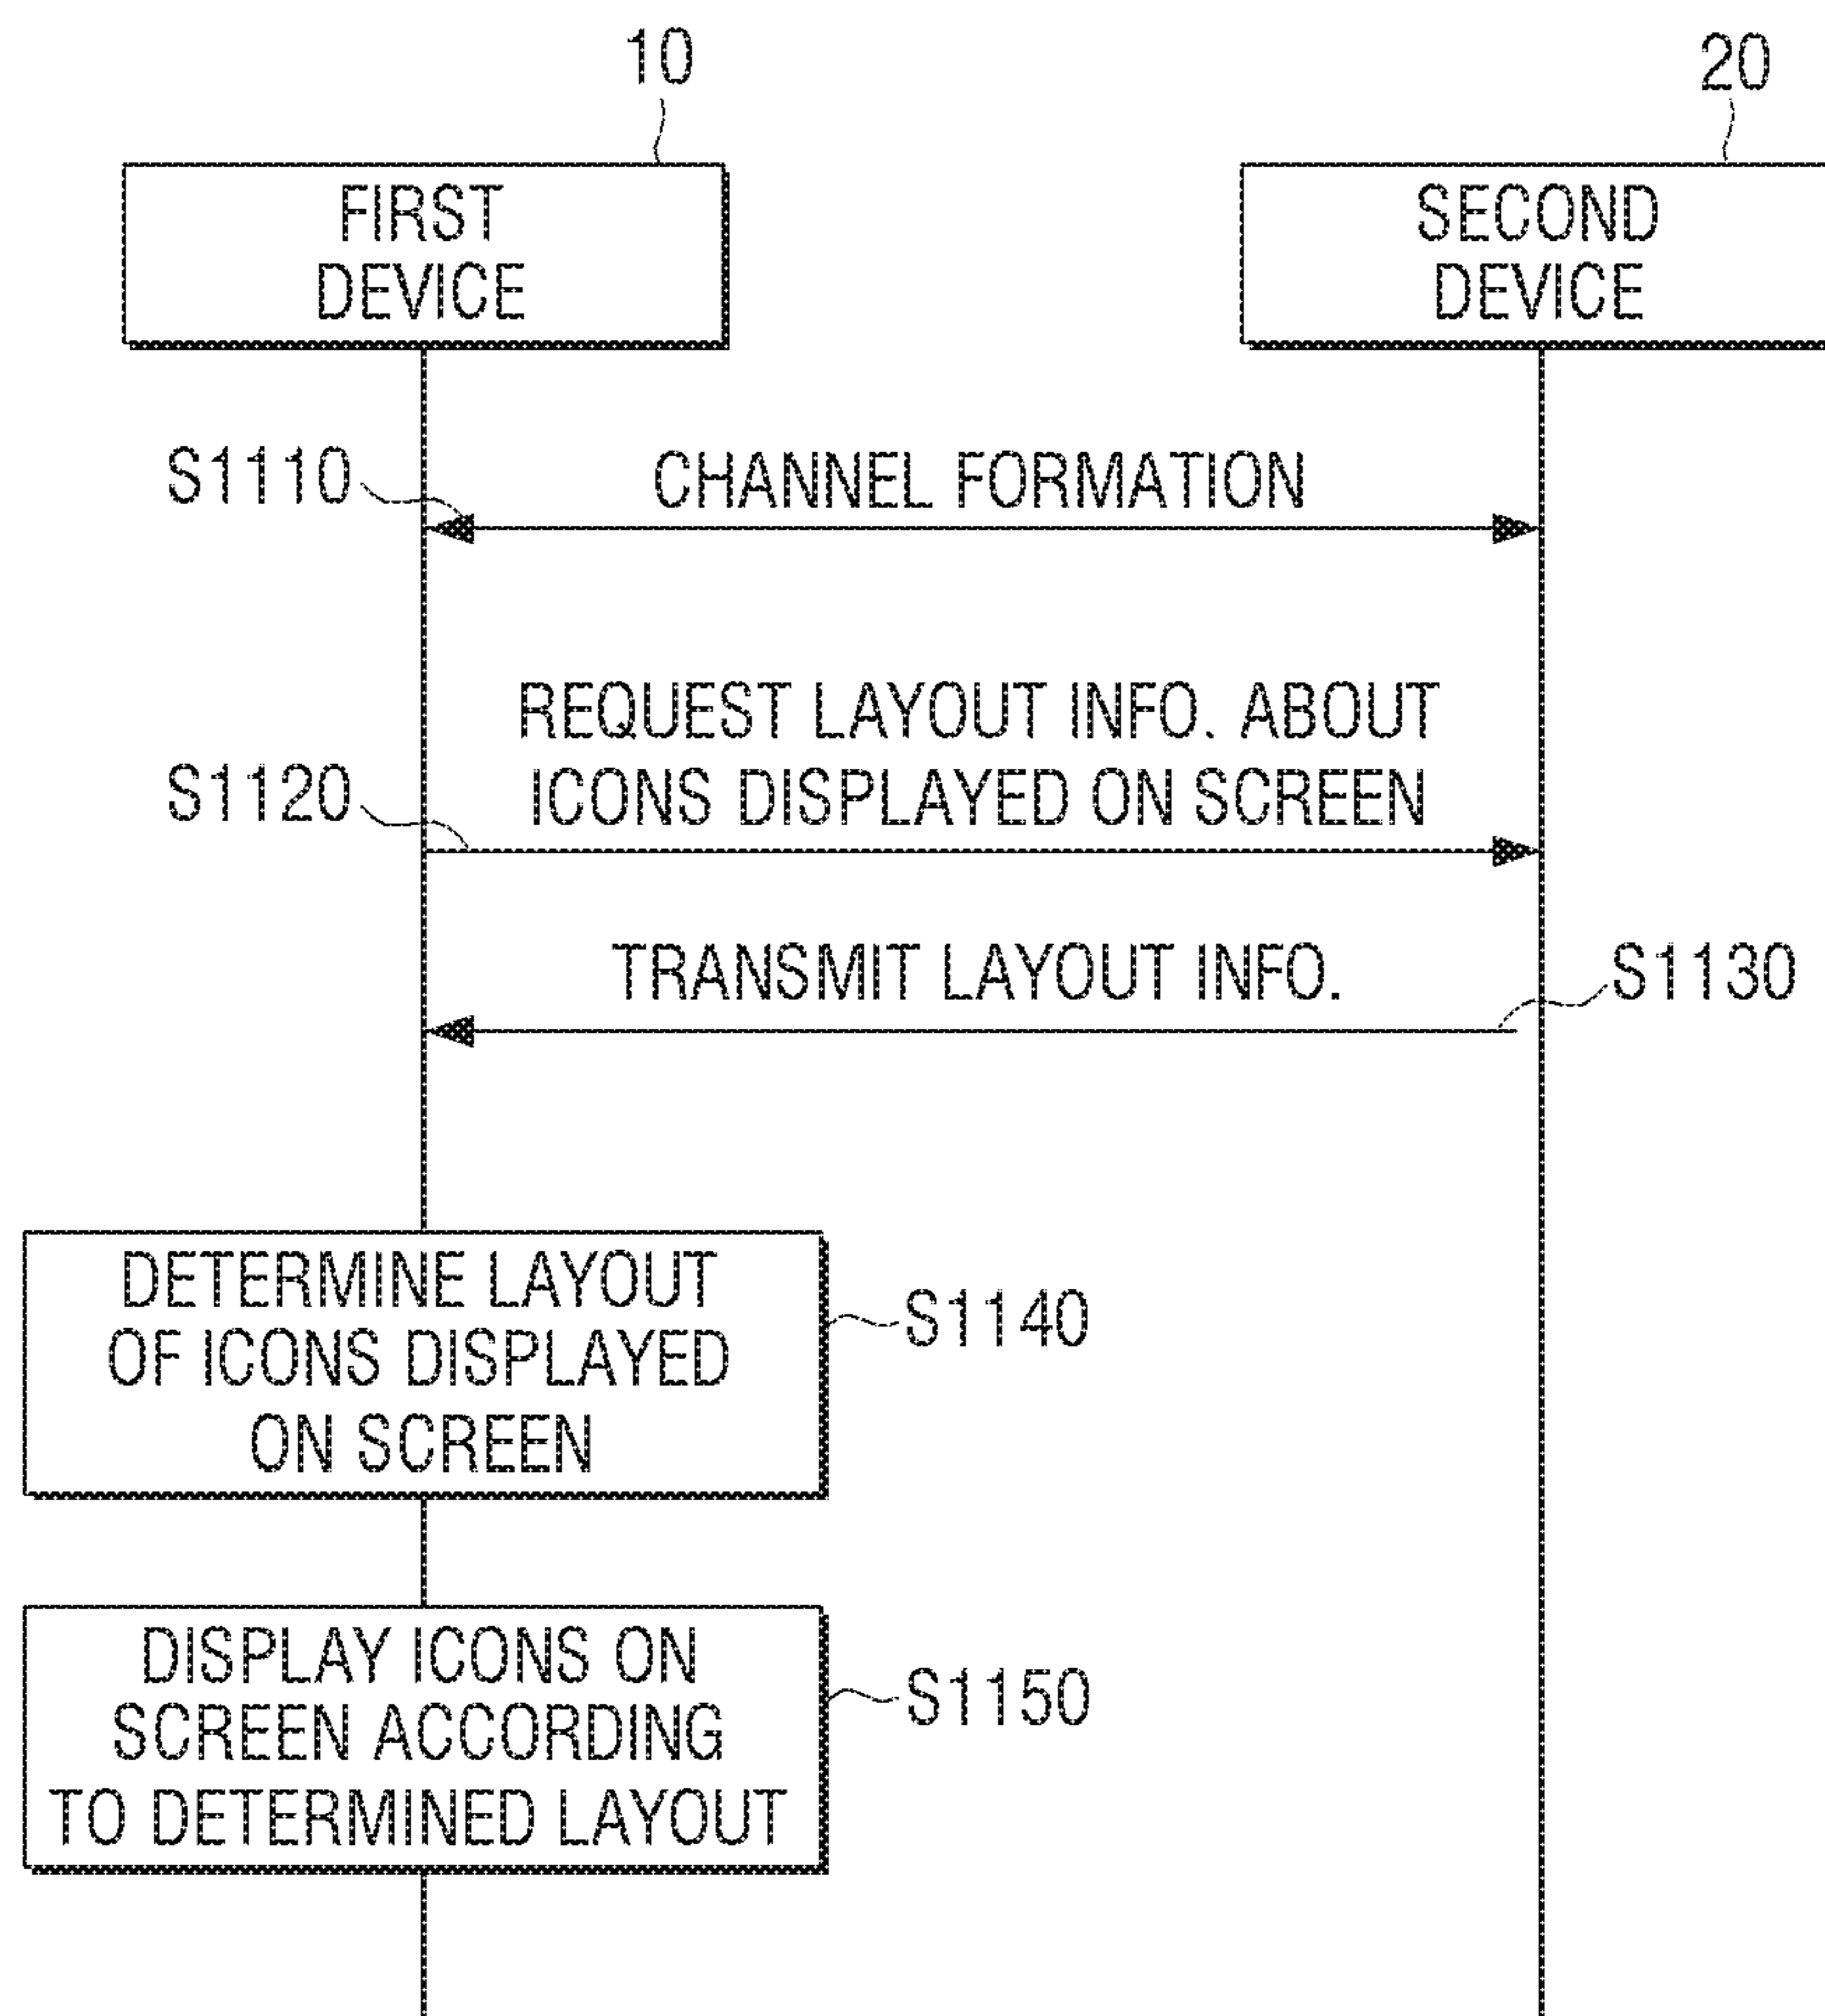 10
20
FIRST
DEVICE
SECOND
DEVICE
S1110
CHANNEL FORMATION
REQUEST LAYOUT INFO. ABOUT
ICONS DISPLAYED ON SCREEN
S1120
TRANSMIT LAYOUT INFO.
S1130
DETERMINE LAYOUT
OF ICONS DISPLAYED
ON SCREEN
S1140
DISPLAY ICONS ON
SCREEN ACCORDING
TO DETERMINED LAYOUT
S1150